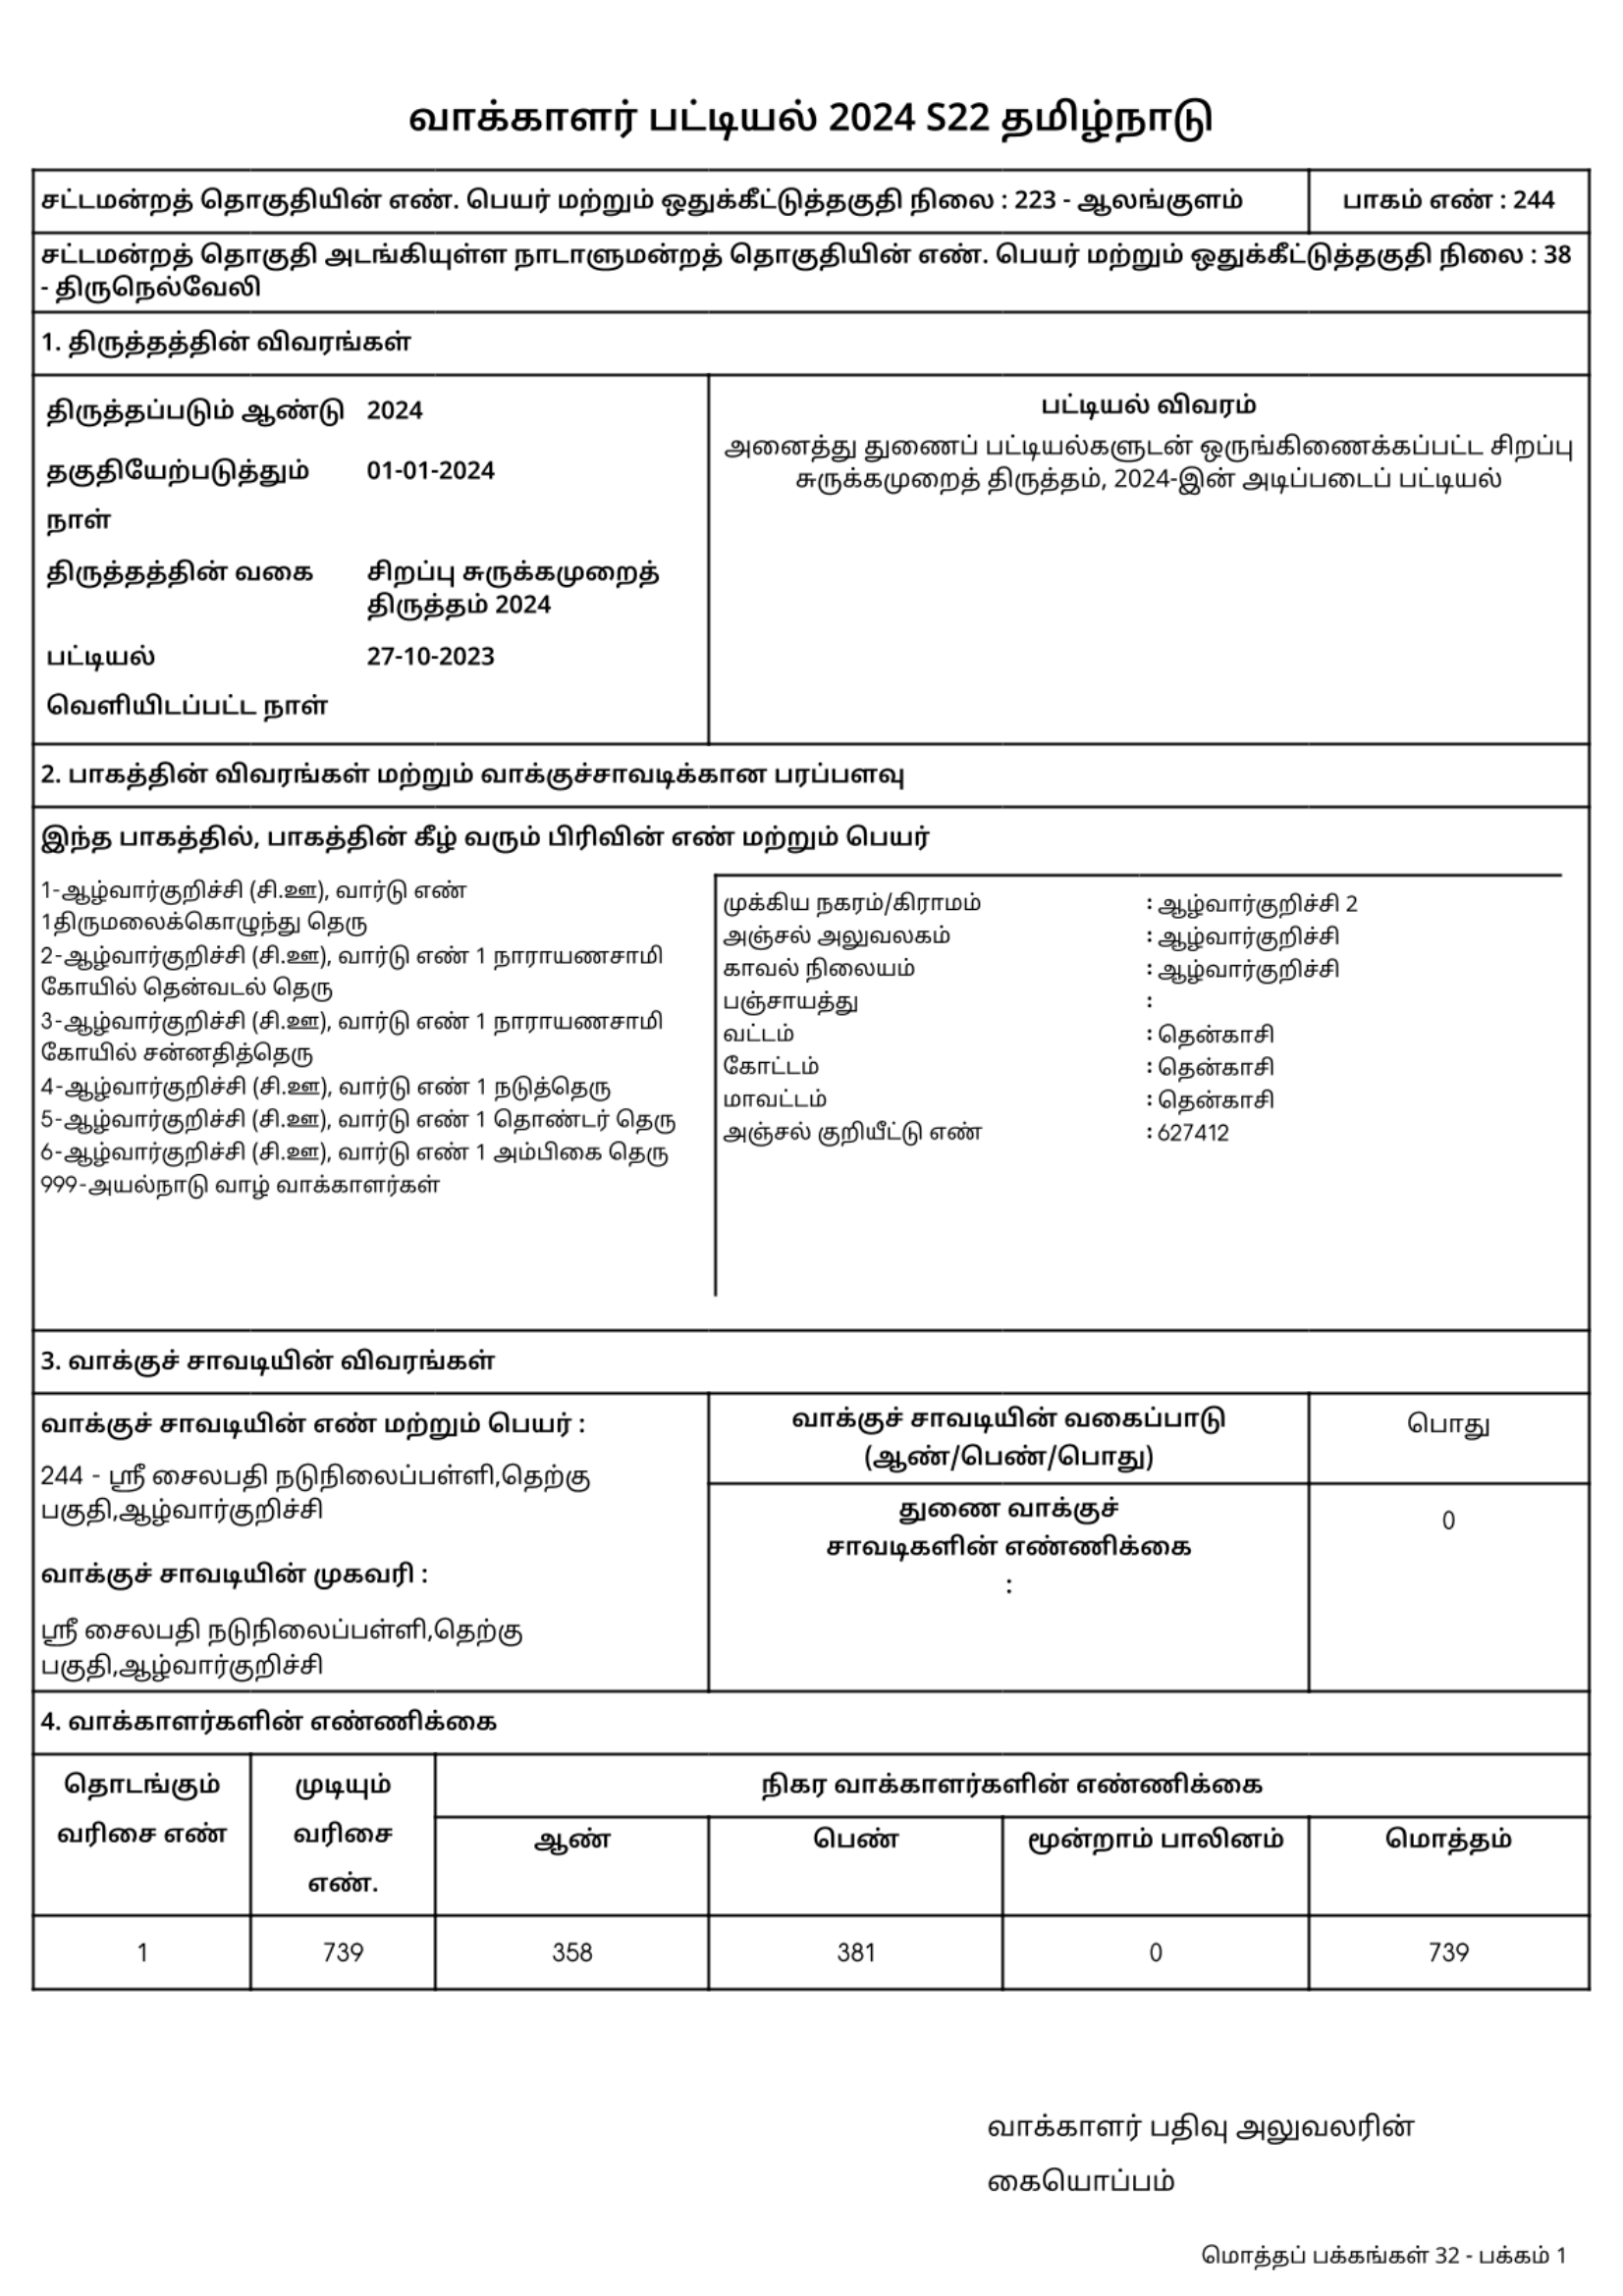 வாக்காளர் பட்டியல் 2024 S22 தமிழ்நாடு
சட்டமன்றத் தொகுதியின் எண். பெயர் மற்றும் ஒதுக்கீட்டுத்தகுதி நிலை : 223 - ஆலங்குளம்
பாகம் எண் : 244
சட்டமன்றத் தொகுதி அடங்கியுள்ள நாடாளுமன்றத் தொகுதியின் எண். பெயர் மற்றும் ஒதுக்கீட்டுத்தகுதி நிலை : 38
- திருநெல்வேலி
1. திருத்தத்தின் விவரங்கள்
திருத்தப்படும் ஆண்டு 2024
தகுதியேற்படுத்தும் 01-01-2024
நாள்
திருத்தத்தின் வகை சிறப்பு சுருக்கமுறைத்
திருத்தம் 2024
பட்டியல் 27-10-2023
வெளியிடப்பட்ட நாள்
பட்டியல் விவரம்
அனைத்து துணைப் பட்டியல்களுடன் ஒருங்கிணைக்கப்பட்ட சிறப்பு
சுருக்கமுறைத் திருத்தம், 2024-இன் அடிப்படைப் பட்டியல்
2. பாகத்தின் விவரங்கள் மற்றும் வாக்குச்சாவடிக்கான பரப்பளவு
இந்த பாகத்தில், பாகத்தின் கீழ் வரும் பிரிவின் எண் மற்றும் பெயர்
1-ஆழ்வார்குறிச்சி (சி.ஊ), வார்டு எண்
1திருமலைக்கொழுந்து தெரு
2-ஆழ்வார்குறிச்சி (சி.ஊ), வார்டு எண் 1 நாராயணசாமி
கோயில் தென்வடல் தெரு
3-ஆழ்வார்குறிச்சி (சி.ஊ), வார்டு எண் 1 நாராயணசாமி
கோயில் சன்னதித்தெரு
4-ஆழ்வார்குறிச்சி (சி.ஊ), வார்டு எண் 1 நடுத்தெரு
5-ஆழ்வார்குறிச்சி (சி.ஊ), வார்டு எண் 1 தொண்டர் தெரு
6-ஆழ்வார்குறிச்சி (சி.ஊ), வார்டு எண் 1 அம்பிகை தெரு
999-அயல்நாடு வாழ் வாக்காளர்கள்
முக்கிய நகரம்/கிராமம் : ஆழ்வார்குறிச்சி 2
அஞ்சல் அலுவலகம் : ஆழ்வார்குறிச்சி
காவல் நிலையம் : ஆழ்வார்குறிச்சி
பஞ்சாயத்து :
வட்டம் : தென்காசி
கோட்டம் : தென்காசி
மாவட்டம் : தென்காசி
அஞ்சல் குறியீட்டு எண் : 627412
3. வாக்குச் சாவடியின் விவரங்கள்
வாக்குச் சாவடியின் எண் மற்றும் பெயர் :
244 - ஸ்ரீ சைலபதி நடுநிலைப்பள்ளி,தெற்கு
பகுதி,ஆழ்வார்குறிச்சி
வாக்குச் சாவடியின் முகவரி :
ஸ்ரீ சைலபதி நடுநிலைப்பள்ளி,தெற்கு
பகுதி,ஆழ்வார்குறிச்சி
வாக்குச் சாவடியின் வகைப்பாடு
(ஆண்/பெண்/பொது)
பொது
துணை வாக்குச்
சாவடிகளின் எண்ணிக்கை
:
0
4. வாக்காளர்களின் எண்ணிக்கை
தொடங்கும்
வரிசை எண்
முடியும்
வரிசை
எண்.
நிகர வாக்காளர்களின் எண்ணிக்கை
ஆண் பெண் மூன்றாம் பாலினம் மொத்தம்
1 739 358 381 0 739
வாக்காளர் பதிவு அலுவலரின்
கையொப்பம்
மொத்தப் பக்கங்கள் 32 - பக்கம் 1